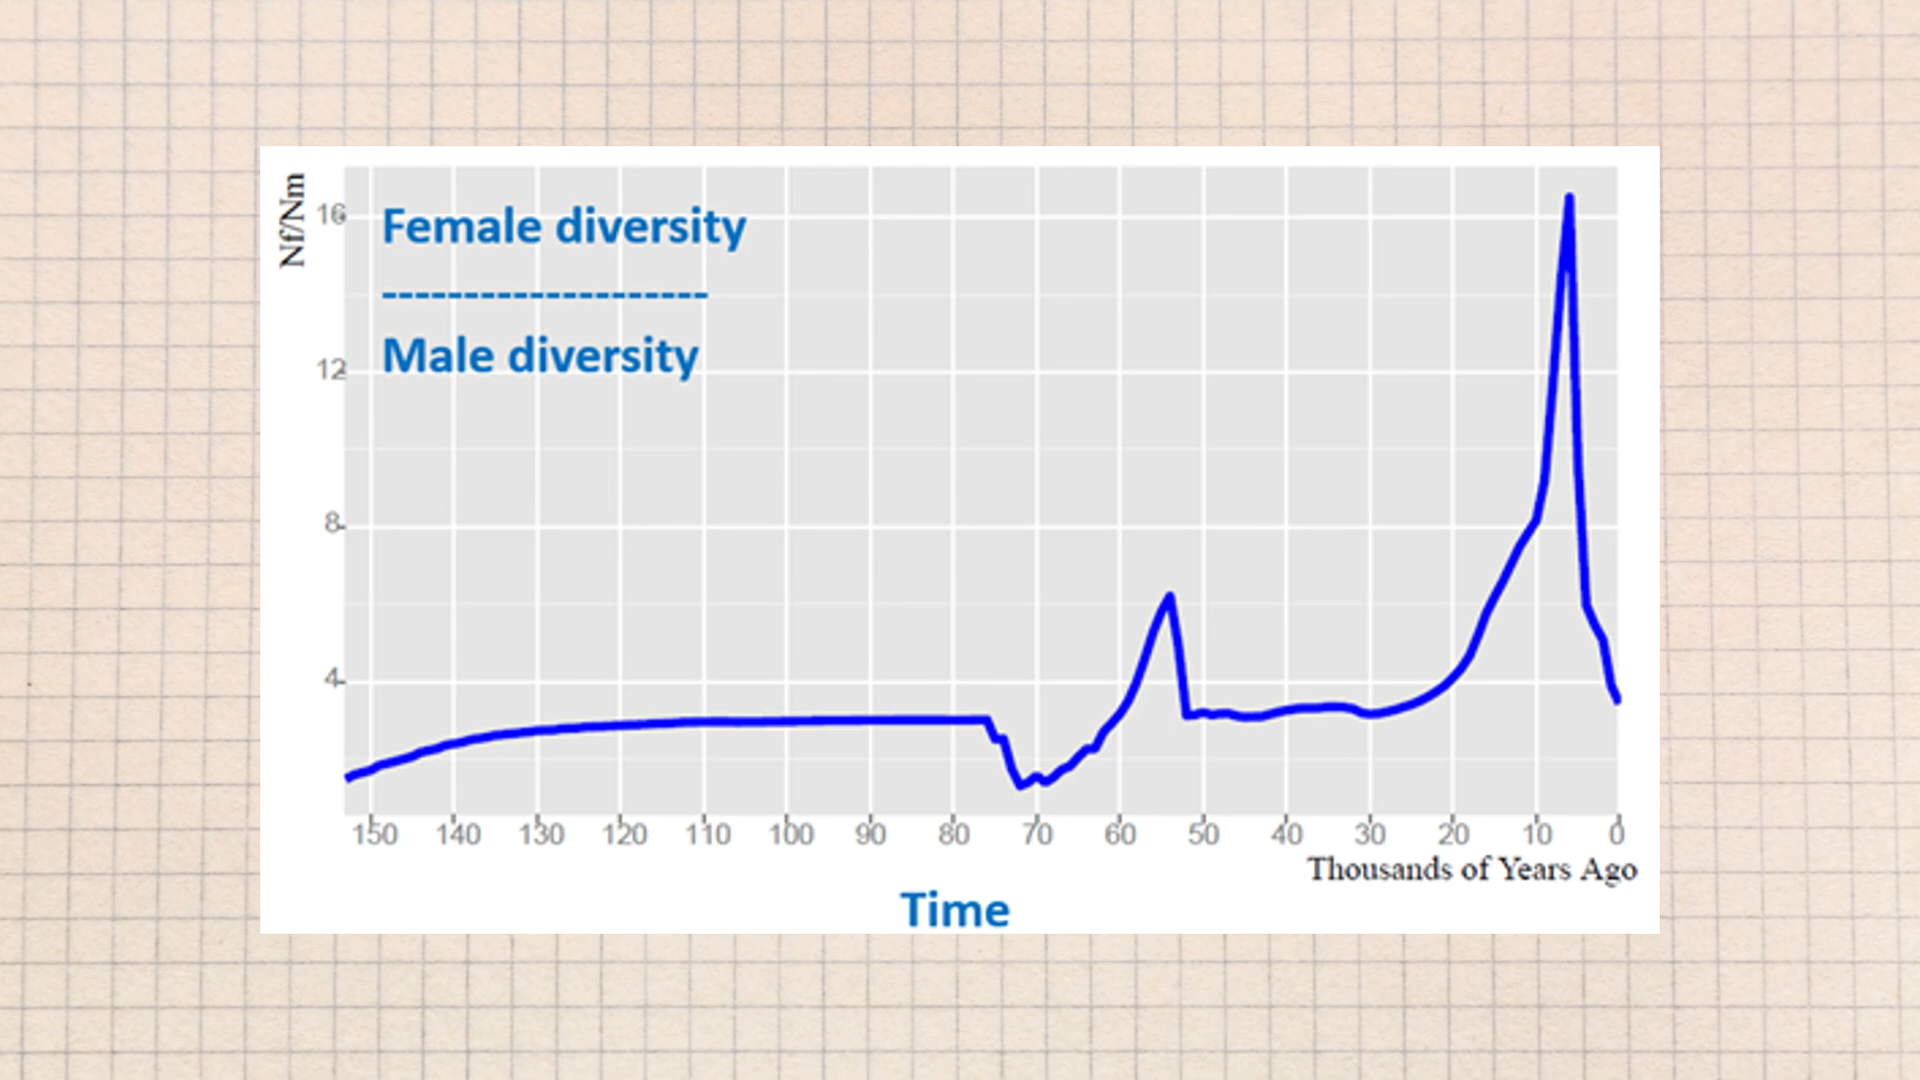 Nf/Nm
16
12
8
4
Female diversity
--------------------
Male diversity
150 140 130 120 110 100 90 80 70 60 50 40 30 20 10 0
Thousands of Years Ago
Time